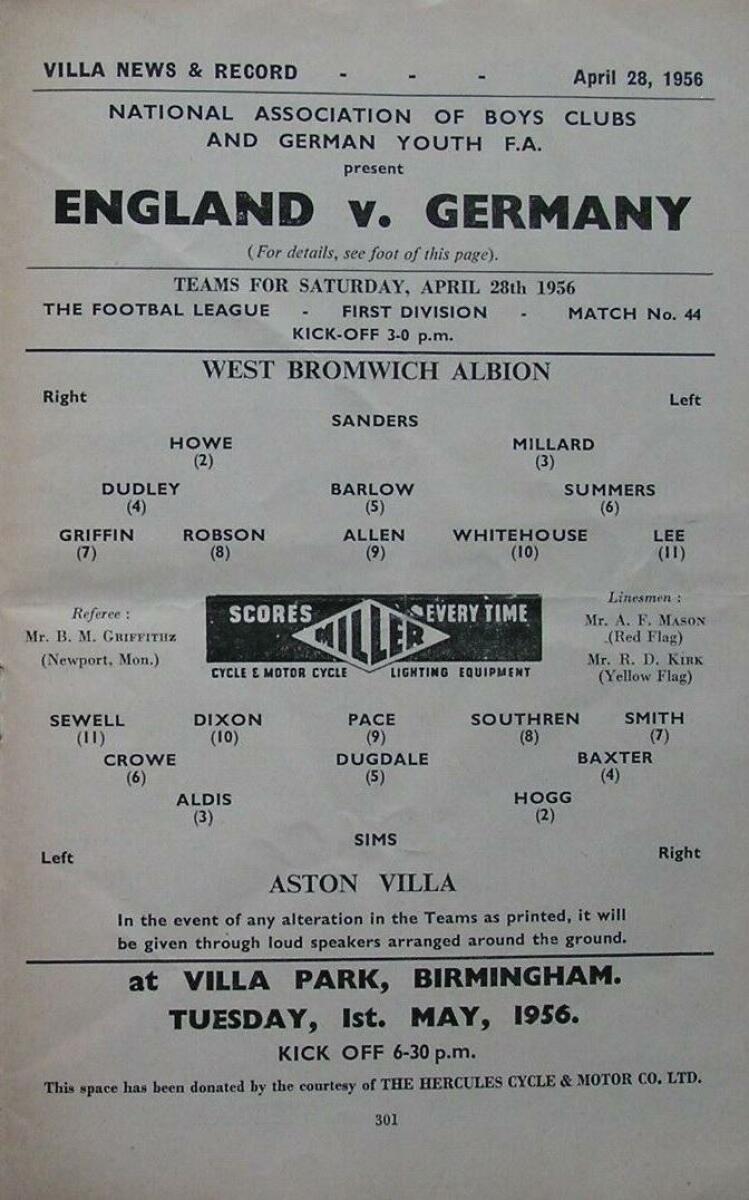 VILLA NEWS & RECORD - - - April 28, 1956
NATIONAL ASSOCIATION OF BOYS CLUBS
AND GERMAN YOUTH F.A.
present
ENGLAND v. GERMANY
(For details, see foot of this page).
TEAMS FOR SATURDAY, APRIL 28th 1956
THE FOOTBAL LEAGUE - FIRST DIVISION - MATCH No. 44
KICK-OFF 3-0 p.m.
WEST BROMWICH ALBION
Right Left
SANDERS
HOWE MILLARD
(2) (3)
DUDLEY BARLOW SUMMERS
(4) (5) (6)
GRIFFIN ROBSON ALLEN WHITEHOUSE LEE
(7) (8) (9) (10) (11)
Referee :
Mr. B. M. GRIFFITHZ
(Newport, Mon.)
SCORES MILLER EVERY TIME
CYCLE & MOTOR CYCLE LIGHTING EQUIPMENT
Linesmen :
Mr. A. F. MASON
(Red Flag)
Mr. R. D. KIRK
(Yellow Flag)
SEWELL DIXON PACE SOUTHREN SMITH
(11) (10) (9) (8) (7)
CROWE DUGDALE BAXTER
(6) (5) (4)
ALDIS HOGG
(3) (2)
SIMS
Left Right
ASTON VILLA
In the event of any alteration in the Teams as printed, it will
be given through loud speakers arranged around the ground.
at VILLA PARK, BIRMINGHAM.
TUESDAY, 1st. MAY, 1956.
KICK OFF 6-30 p.m.
This space has been donated by the courtesy of THE HERCULES CYCLE & MOTOR CO. LTD.
301